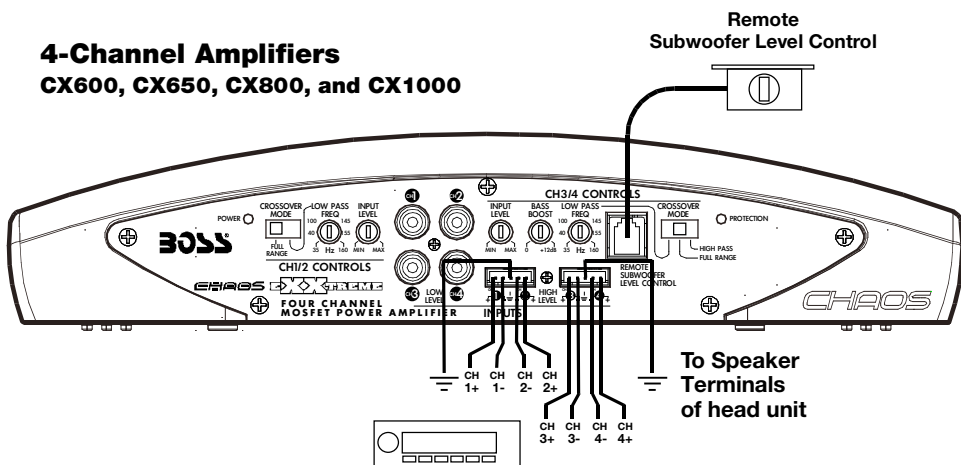 4-Channel Amplifiers
CX600, CX650, CX800, and CX1000
Remote
Subwoofer Level Control
CH3/4 CONTROLS
POWER
CROSSOVER
MODE
FULL
RANGE
LOW PASS
FREQ
100
145
40
155
35 Hz 160
INPUT
LEVEL
MIN MAX
CH1/2 CONTROLS
INPUT
LEVEL
MIN MAX
BASS
BOOST
0 +12dB
LOW PASS
FREQ
100
145
40
155
35 Hz 160
CROSSOVER
MODE
PROTECTION
HIGH PASS
FULL RANGE
REMOTE
SUBWOOFER
LEVEL CONTROL
BOSS
CHAOS EXXTREME
FOUR CHANNEL
MOSFET POWER AMPLIFIER
LOW
LEVEL
HIGH
LEVEL
INPUTS
CHAOS
CH
1+
CH
1-
CH
2-
CH
2+
CH
3+
CH
3-
CH
4-
CH
4+
To Speaker
Terminals
of head unit